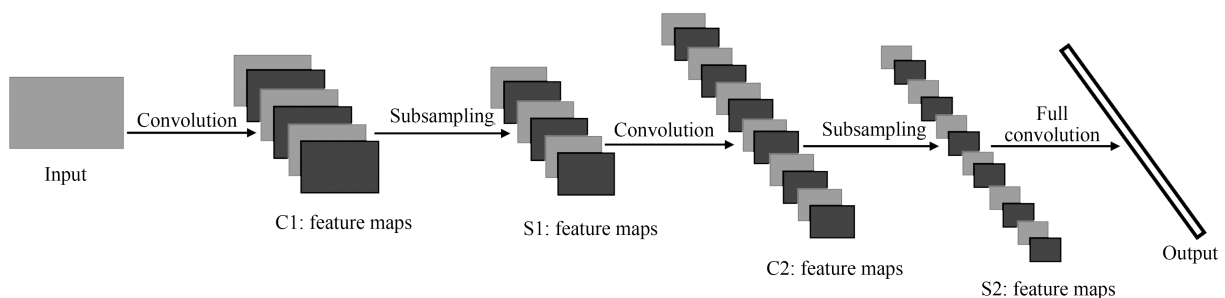 Input
Convolution
C1: feature maps
Subsampling
S1: feature maps
Convolution
C2: feature maps
Subsampling
S2: feature maps
Full
convolution
Output